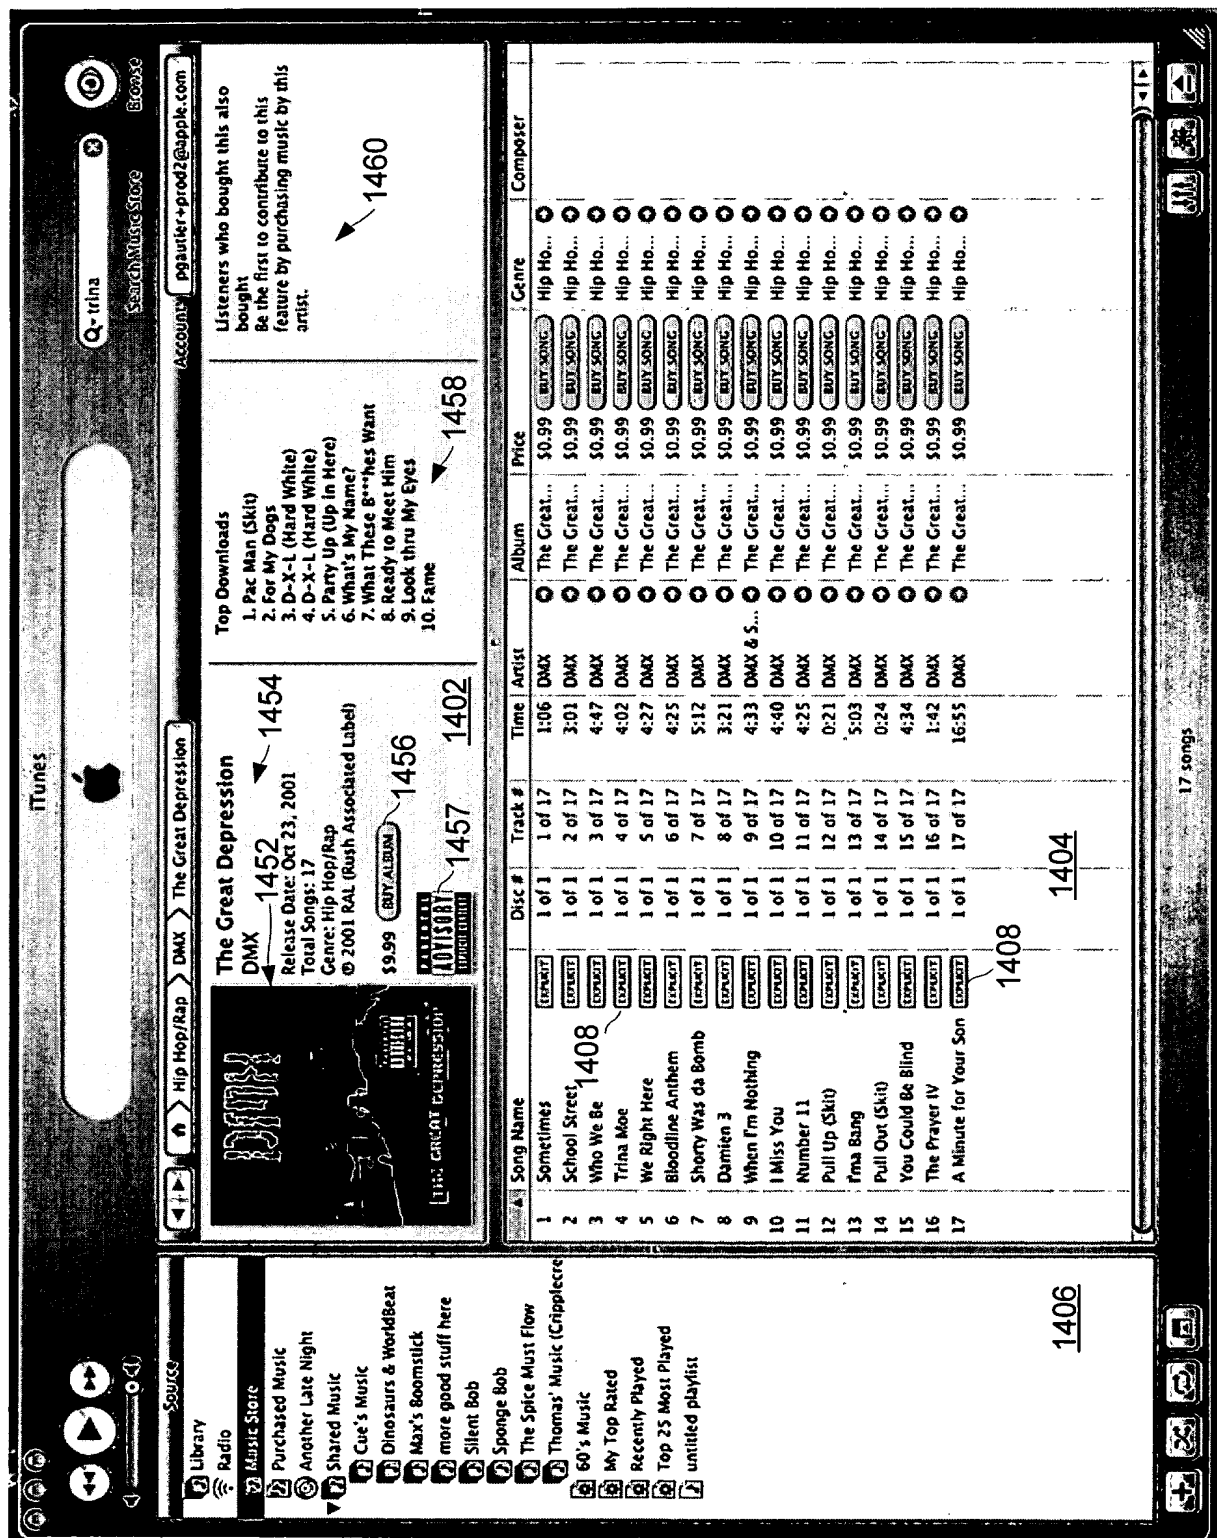 iTunes
Q- trina
Search Music Store
Browse
Source
Library
Radio
Music Store
Purchased Music
Another Late Night
Shared Music
Cue's Music
Dinosaurs & WorldBeat
Max's Boomstick
more good stuff here
Silent Bob
Sponge Bob
The Spice Must Flow
Thomas' Music (Cripplecre
60's Music
My Top Rated
Recently Played
Top 25 Most Played
untitled playlist
1406
Hip Hop/Rap DMX The Great Depression
Account: pgautier+prod2@apple.com
DMX
THE GREAT DEPRESSION
1452
The Great Depression
DMX
1454
Release Date: Oct 23, 2001
Total Songs: 17
Genre: Hip Hop/Rap
℗ 2001 RAL (Rush Associated Label)
$9.99 BUY ALBUM
1456
PARENTAL
ADVISORY
EXPLICIT CONTENT
1457
1402
Top Downloads
1. Pac Man (Skit)
2. For My Dogs
3. D-X-L (Hard White)
4. D-X-L (Hard White)
5. Party Up (Up in Here)
6. What's My Name?
7. What These B***hes Want
8. Ready to Meet Him
9. Look thru My Eyes
10. Fame
1458
Listeners who bought this also
bought
Be the first to contribute to this
feature by purchasing music by this
artist.
1460
Song Name Disc # Track # Time Artist Album Price Genre Composer
1 Sometimes EXPLICIT 1 of 1 1 of 17 1:06 DMX The Great... $0.99 BUY SONG Hip Ho...
2 School Street EXPLICIT 1 of 1 2 of 17 3:01 DMX The Great... $0.99 BUY SONG Hip Ho...
3 Who We Be EXPLICIT 1 of 1 3 of 17 4:47 DMX The Great... $0.99 BUY SONG Hip Ho...
4 Trina Moe EXPLICIT 1 of 1 4 of 17 4:02 DMX The Great... $0.99 BUY SONG Hip Ho...
5 We Right Here EXPLICIT 1 of 1 5 of 17 4:27 DMX The Great... $0.99 BUY SONG Hip Ho...
6 Bloodline Anthem EXPLICIT 1 of 1 6 of 17 4:25 DMX The Great... $0.99 BUY SONG Hip Ho...
7 Shorty Was da Bomb EXPLICIT 1 of 1 7 of 17 5:12 DMX The Great... $0.99 BUY SONG Hip Ho...
8 Damien 3 EXPLICIT 1 of 1 8 of 17 3:21 DMX The Great... $0.99 BUY SONG Hip Ho...
9 When I'm Nothing EXPLICIT 1 of 1 9 of 17 4:33 DMX & S... The Great... $0.99 BUY SONG Hip Ho...
10 I Miss You EXPLICIT 1 of 1 10 of 17 4:40 DMX The Great... $0.99 BUY SONG Hip Ho...
11 Number 11 EXPLICIT 1 of 1 11 of 17 4:25 DMX The Great... $0.99 BUY SONG Hip Ho...
12 Pull Up (Skit) EXPLICIT 1 of 1 12 of 17 0:21 DMX The Great... $0.99 BUY SONG Hip Ho...
13 I'ma Bang EXPLICIT 1 of 1 13 of 17 5:03 DMX The Great... $0.99 BUY SONG Hip Ho...
14 Pull Out (Skit) EXPLICIT 1 of 1 14 of 17 0:24 DMX The Great... $0.99 BUY SONG Hip Ho...
15 You Could Be Blind EXPLICIT 1 of 1 15 of 17 4:34 DMX The Great... $0.99 BUY SONG Hip Ho...
16 The Prayer IV EXPLICIT 1 of 1 16 of 17 1:42 DMX The Great... $0.99 BUY SONG Hip Ho...
17 A Minute for Your Son EXPLICIT 1 of 1 17 of 17 16:55 DMX The Great... $0.99 BUY SONG Hip Ho...
1408
1408
1404
17 songs